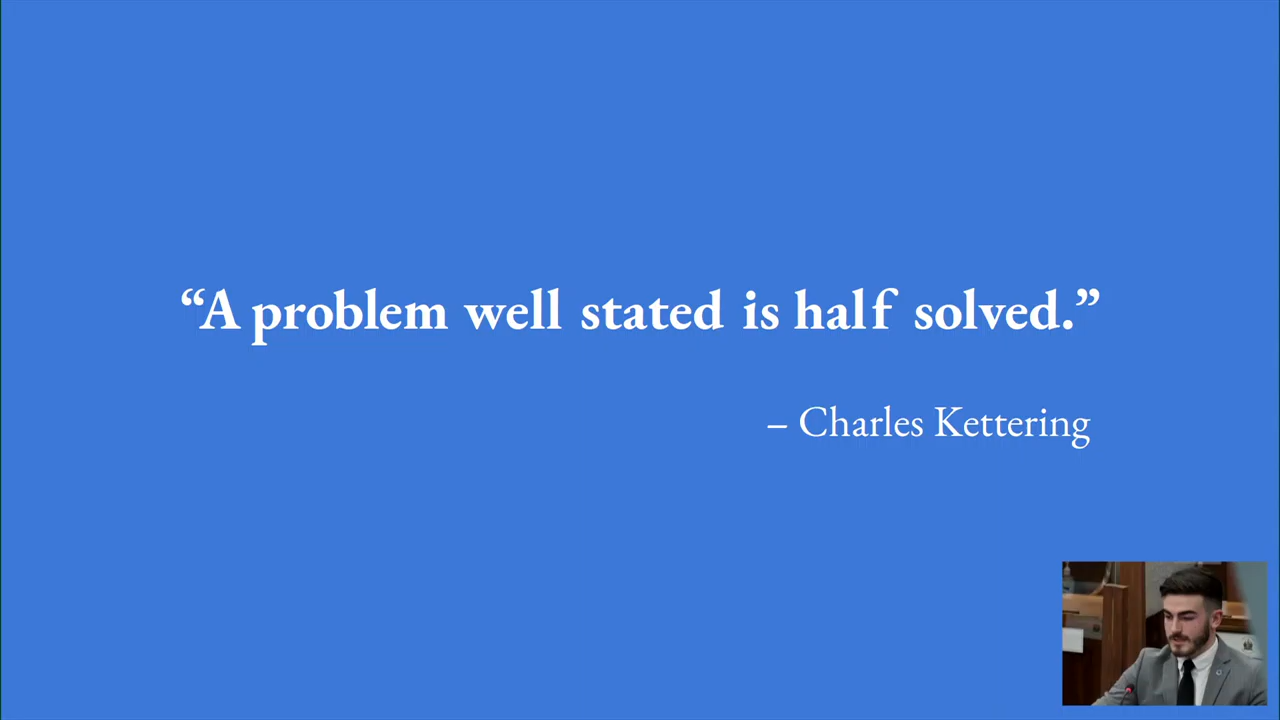 “A problem well stated is half solved.”
– Charles Kettering